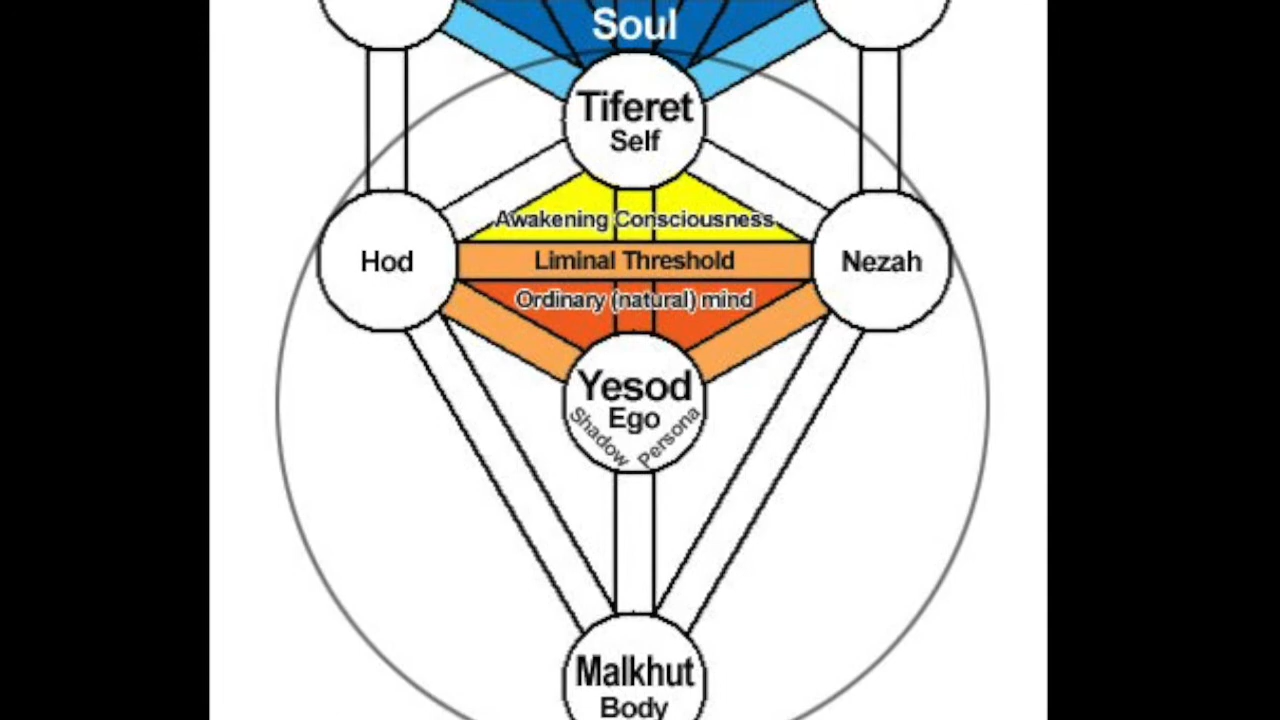 Soul
Tiferet
Self
Awakening Consciousness
Hod
Liminal Threshold
Nezah
Ordinary (natural) mind
Yesod
Ego
Shadow
Persona
Malkhut
Body